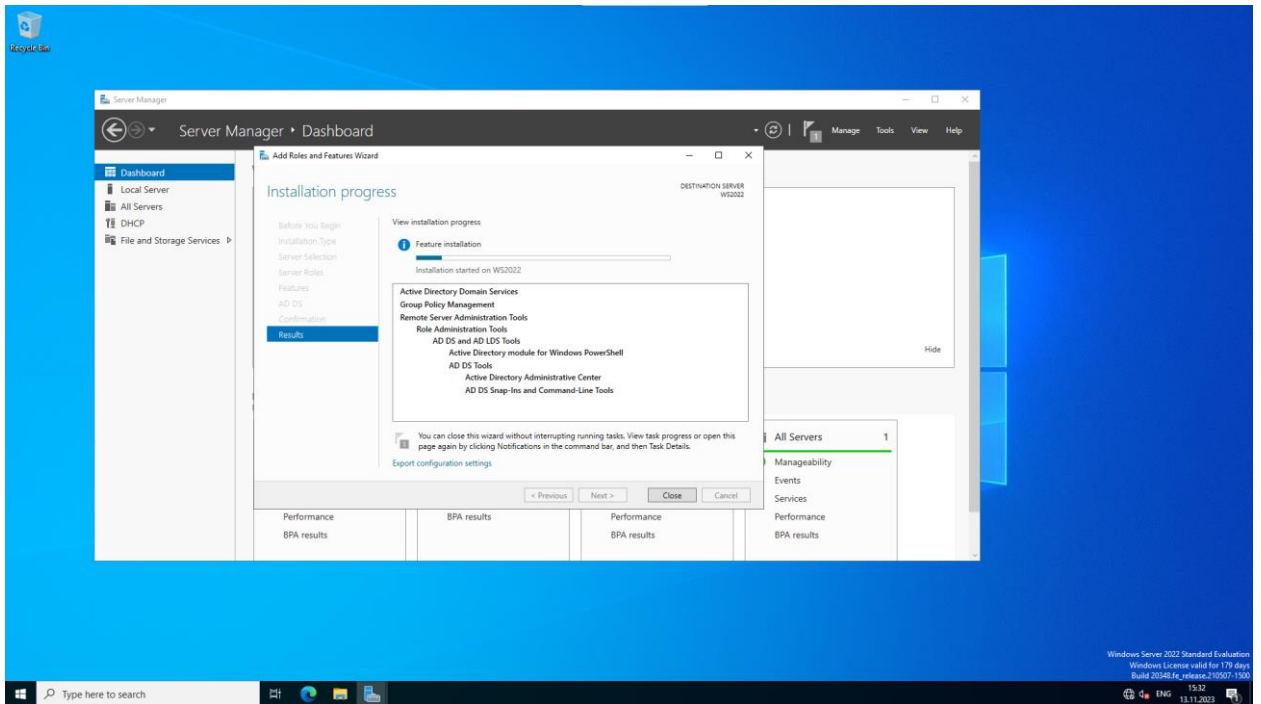 Recycle Bin
Server Manager
Server Manager • Dashboard
1
Manage
Tools
View
Help
Dashboard
Local Server
All Servers
DHCP
File and Storage Services
Add Roles and Features Wizard
Installation progress
DESTINATION SERVER
WS2022
Before You Begin
Installation Type
Server Selection
Server Roles
Features
AD DS
Confirmation
Results
View installation progress
Feature installation
Installation started on WS2022
Active Directory Domain Services
Group Policy Management
Remote Server Administration Tools
Role Administration Tools
AD DS and AD LDS Tools
Active Directory module for Windows PowerShell
AD DS Tools
Active Directory Administrative Center
AD DS Snap-Ins and Command-Line Tools
1
You can close this wizard without interrupting running tasks. View task progress or open this
page again by clicking Notifications in the command bar, and then Task Details.
Export configuration settings
< Previous
Next >
Close
Cancel
Hide
All Servers 1
Manageability
Events
Services
Performance
BPA results
Performance
BPA results
BPA results
Performance
BPA results
Windows Server 2022 Standard Evaluation
Windows License valid for 179 days
Build 20348.fe_release.210507-1500
Type here to search
ENG
15:32
13.11.2023